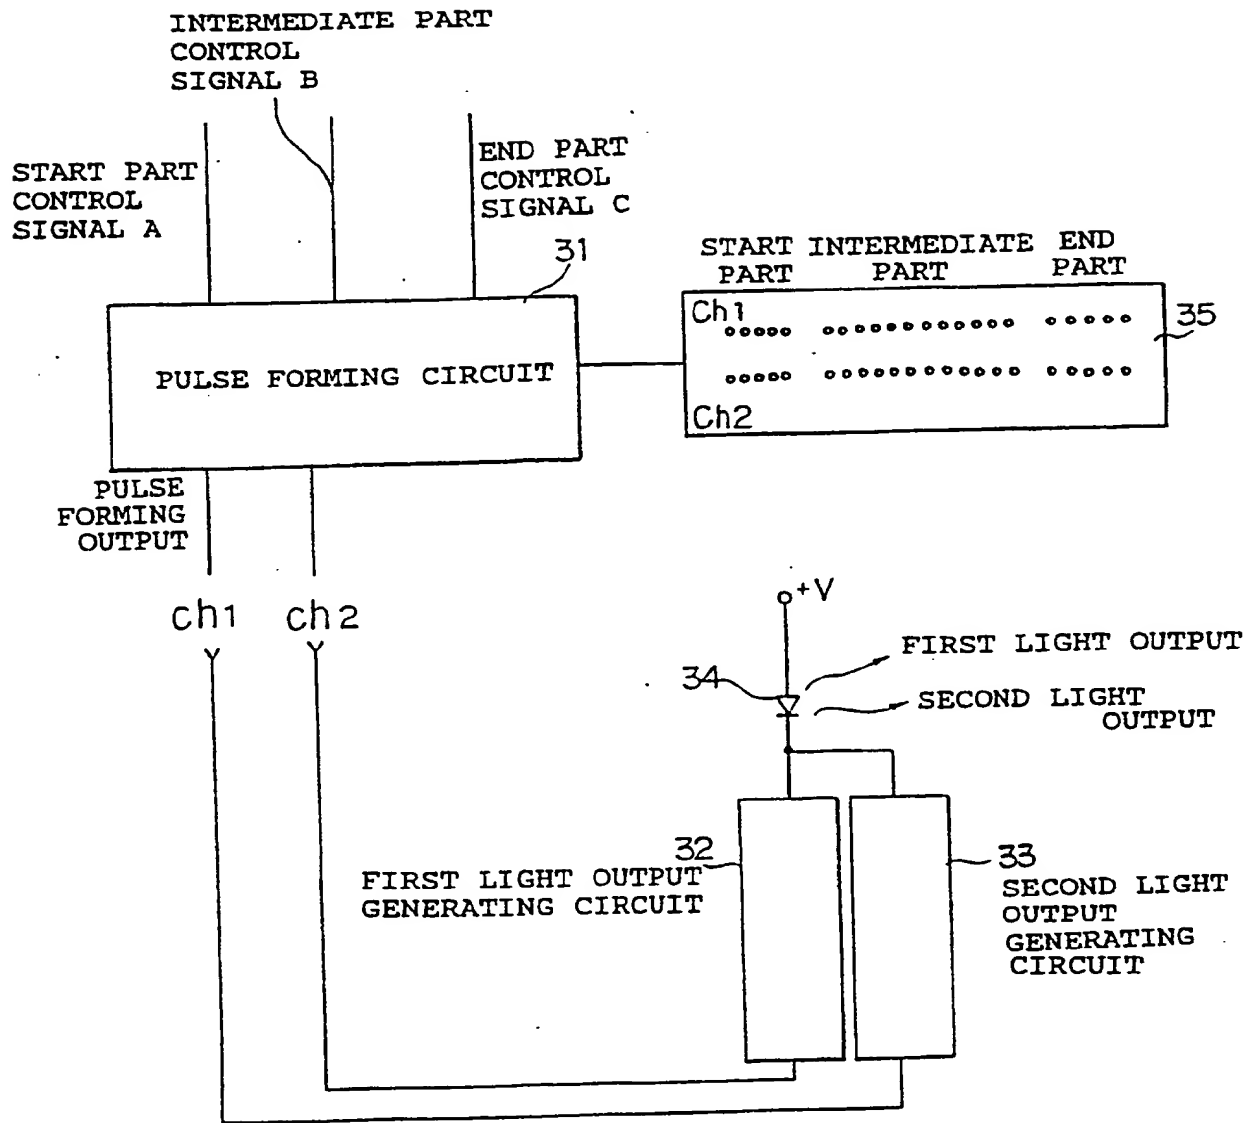 INTERMEDIATE PART
CONTROL
SIGNAL B
START PART
CONTROL
SIGNAL A
END PART
CONTROL
SIGNAL C
31
START
PART
INTERMEDIATE
PART
END
PART
Ch1
Ch2
35
PULSE FORMING CIRCUIT
PULSE
FORMING
OUTPUT
Ch1
Ch2
+V
34
FIRST LIGHT OUTPUT
SECOND LIGHT
OUTPUT
32
FIRST LIGHT OUTPUT
GENERATING CIRCUIT
33
SECOND LIGHT
OUTPUT
GENERATING
CIRCUIT